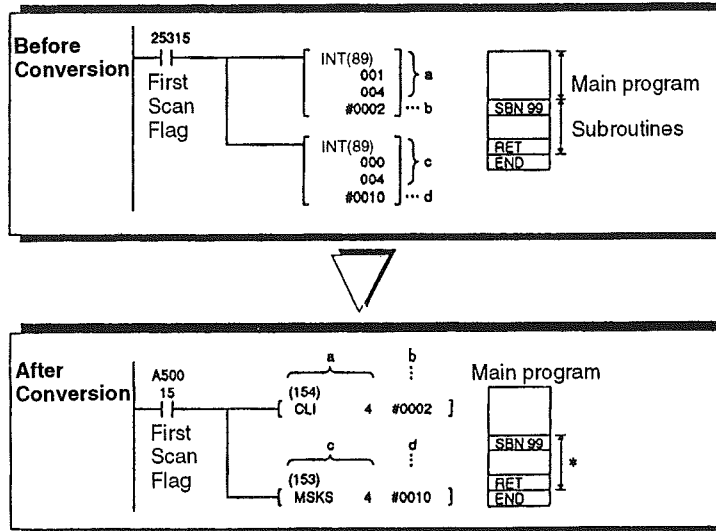 Before
Conversion
25315
First
Scan
Flag
INT(89)
001
004
#0002 ··· b
a
INT(89)
000
004
#0010 ··· d
c
Main program
SBN 99
Subroutines
RET
END
After
Conversion
A500
15
First
Scan
Flag
a b
(154)
CLI 4 #0002
c d
(153)
MSKS 4 #0010
Main program
SBN 99
*
RET
END